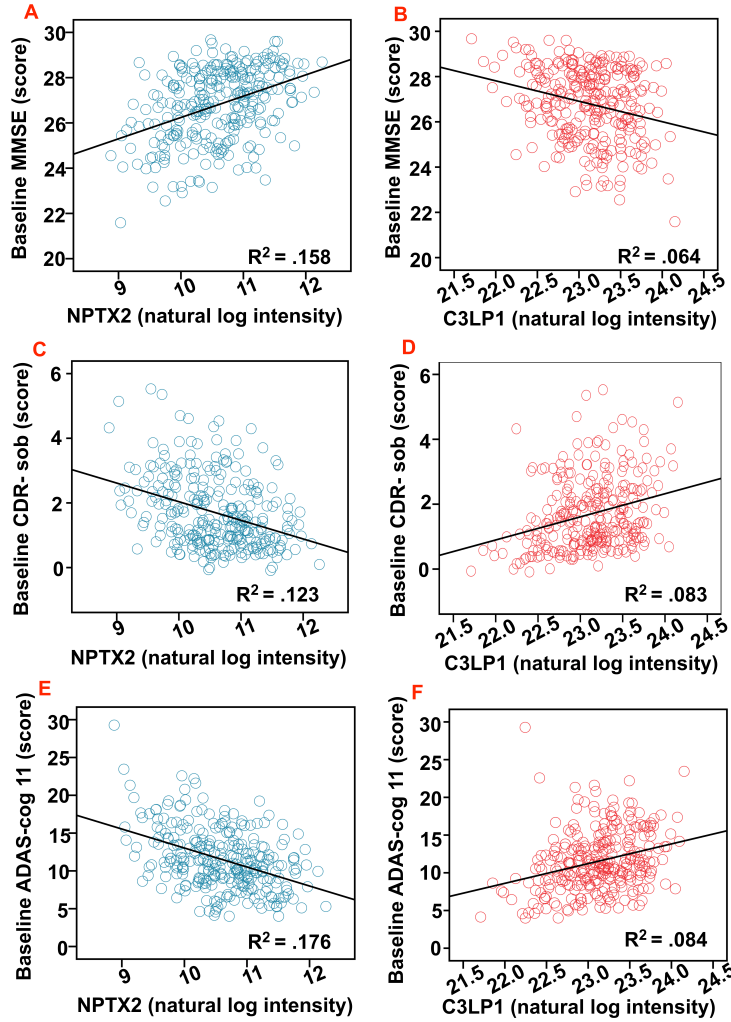 A
Baseline MMSE (score)
30
28
26
24
22
20
R² = .158
9
10
11
12
NPTX2 (natural log intensity)
B
Baseline MMSE (score)
30
28
26
24
22
20
R² = .064
21.5
22.0
22.5
23.0
23.5
24.0
24.5
C3LP1 (natural log intensity)
C
Baseline CDR- sob (score)
6
4
2
0
R² = .123
9
10
11
12
NPTX2 (natural log intensity)
D
Baseline CDR- sob (score)
6
4
2
0
R² = .083
21.5
22.0
22.5
23.0
23.5
24.0
24.5
C3LP1 (natural log intensity)
E
Baseline ADAS-cog 11 (score)
30
25
20
15
10
5
0
R² = .176
9
10
11
12
NPTX2 (natural log intensity)
F
Baseline ADAS-cog 11 (score)
30
25
20
15
10
5
0
R² = .084
21.5
22.0
22.5
23.0
23.5
24.0
24.5
C3LP1 (natural log intensity)